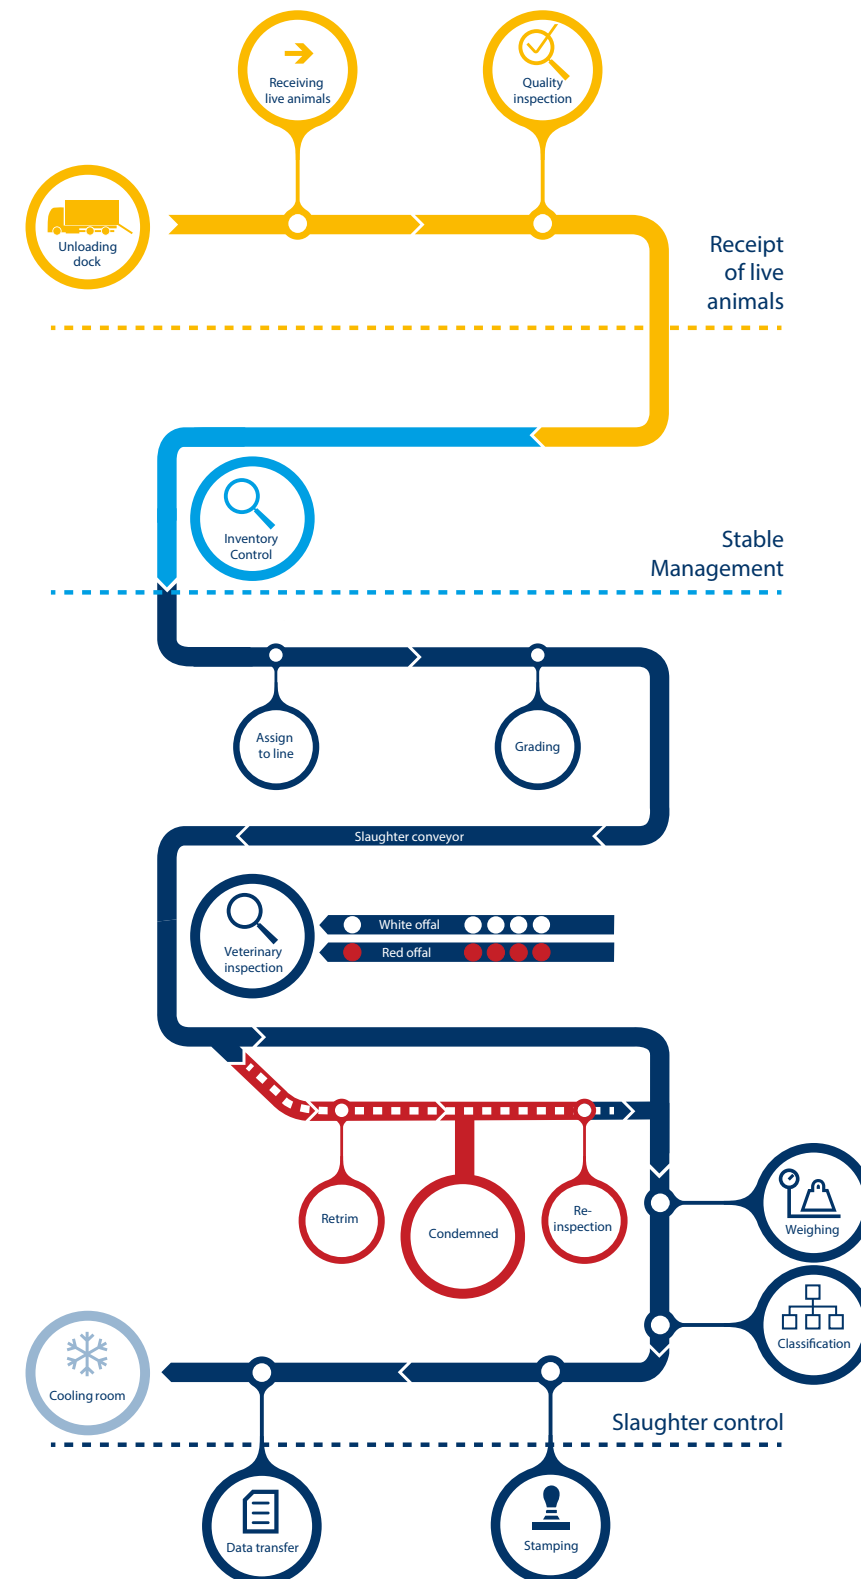 Receiving
live animals
Quality
inspection
Unloading
dock
Receipt
of live
animals
Inventory
Control
Stable
Management
Assign
to line
Grading
Slaughter conveyor
Veterinary
inspection
White offal
Red offal
Retrim
Condemned
Re-
inspection
Weighing
Classification
Cooling room
Slaughter control
Data transfer
Stamping